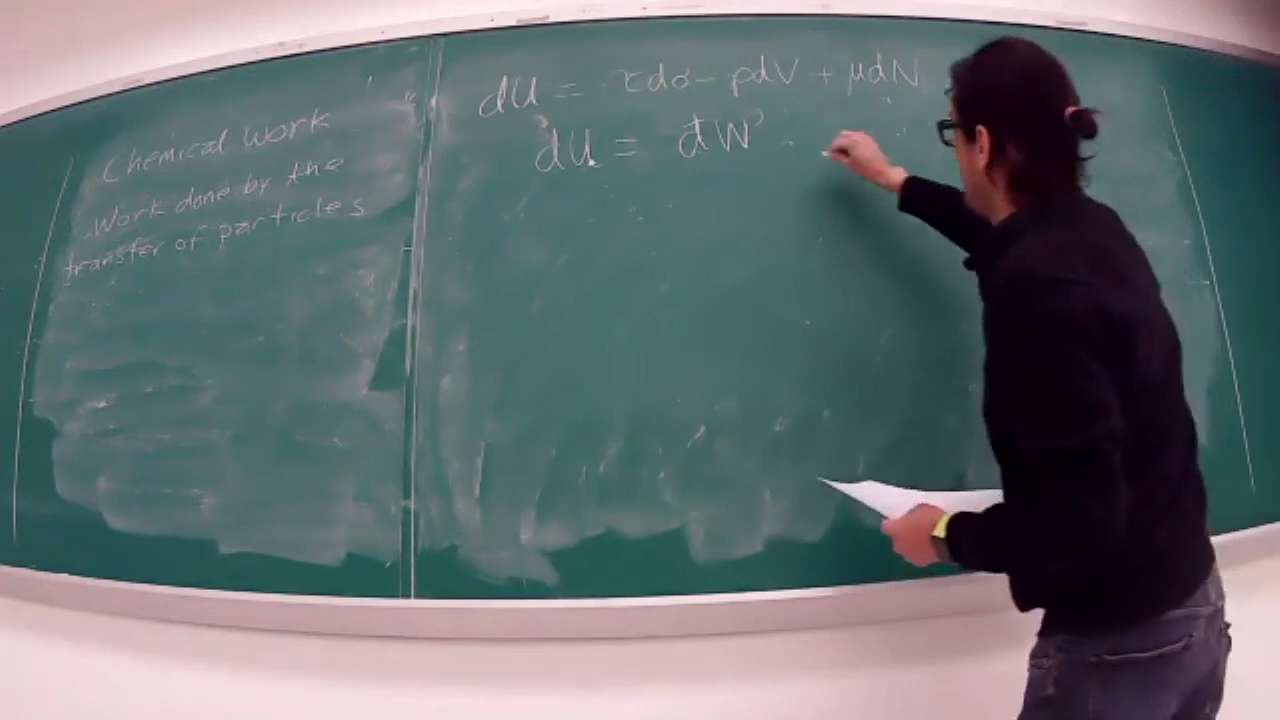 Chemical work
- Work done by the
transfer of particles
dU = τdσ - pdV + μdN
dU = đW